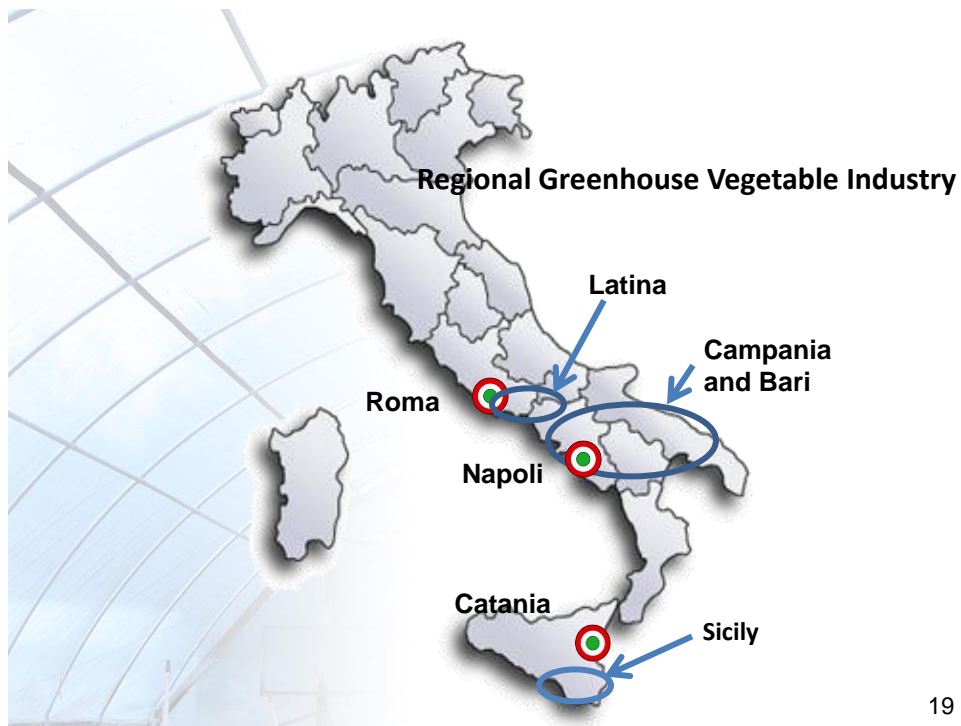 Regional Greenhouse Vegetable Industry
Latina
Campania
and Bari
Roma
Napoli
Catania
Sicily
19